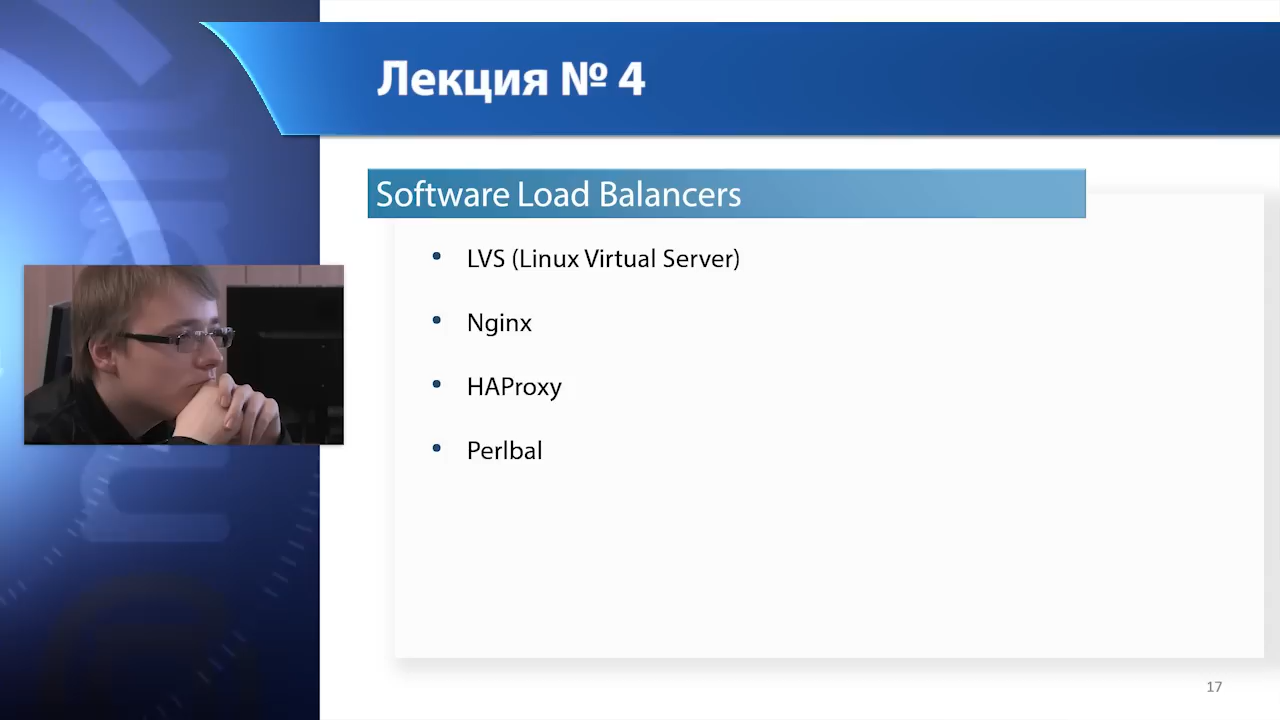 Лекция № 4
Software Load Balancers
• LVS (Linux Virtual Server)
• Nginx
• HAProxy
• Perlbal
17